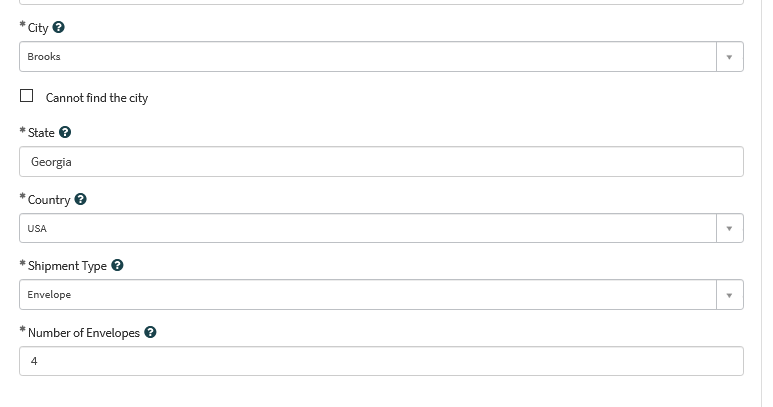 * City ?
Brooks
Cannot find the city
* State ?
Georgia
* Country ?
USA
* Shipment Type ?
Envelope
* Number of Envelopes ?
4